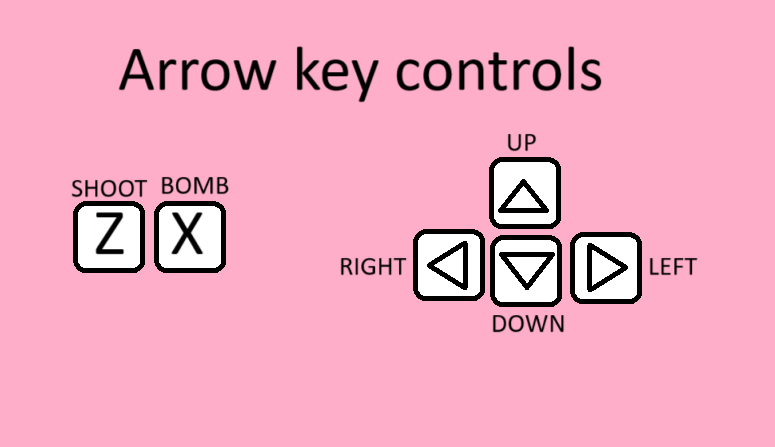 Arrow key controls
UP
SHOOT BOMB
Z X
RIGHT LEFT
DOWN